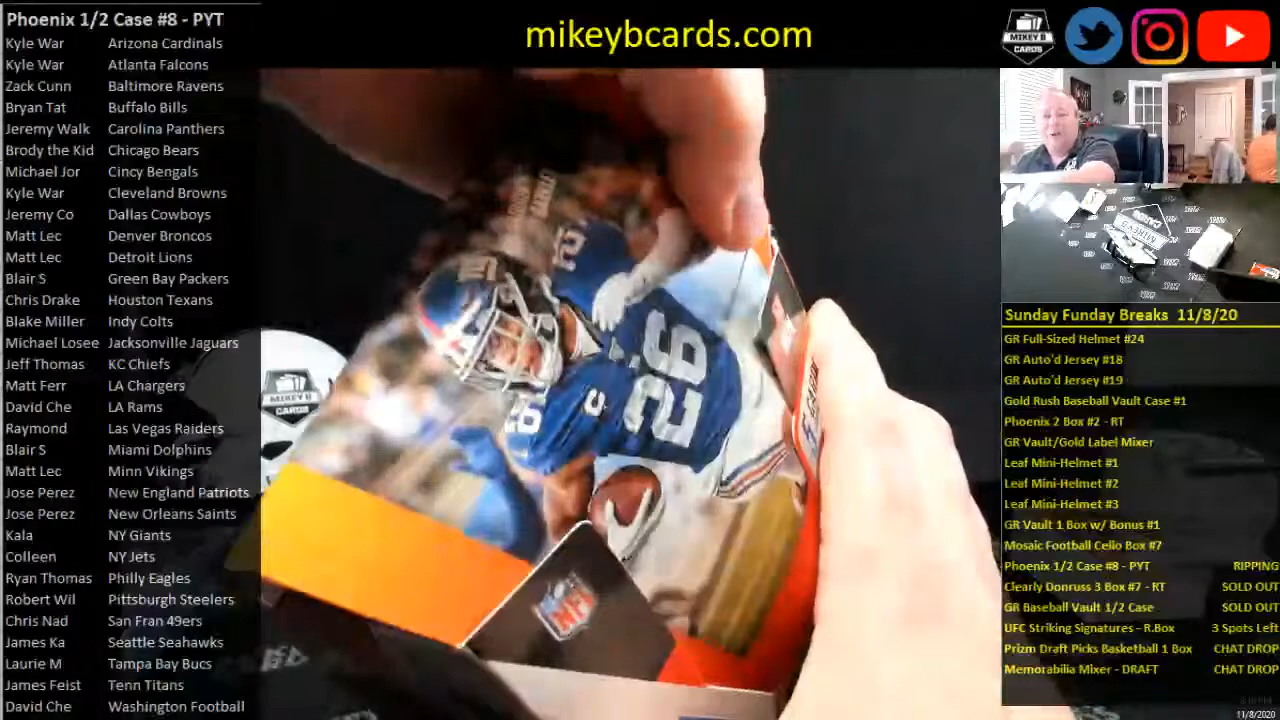 Phoenix 1/2 Case #8 - PYT
Kyle War Arizona Cardinals
Kyle War Atlanta Falcons
Zack Cunn Baltimore Ravens
Bryan Tat Buffalo Bills
Jeremy Walk Carolina Panthers
Brody the Kid Chicago Bears
Michael Jor Cincy Bengals
Kyle War Cleveland Browns
Jeremy Co Dallas Cowboys
Matt Lec Denver Broncos
Matt Lec Detroit Lions
Blair S Green Bay Packers
Chris Drake Houston Texans
Blake Miller Indy Colts
Michael Losee Jacksonville Jaguars
Jeff Thomas KC Chiefs
Matt Ferr LA Chargers
David Che LA Rams
Raymond Las Vegas Raiders
Blair S Miami Dolphins
Matt Lec Minn Vikings
Jose Perez New England Patriots
Jose Perez New Orleans Saints
Kala NY Giants
Colleen NY Jets
Ryan Thomas Philly Eagles
Robert Wil Pittsburgh Steelers
Chris Nad San Fran 49ers
James Ka Seattle Seahawks
Laurie M Tampa Bay Bucs
James Feist Tenn Titans
David Che Washington Football
mikeybcards.com
MIKEY B
CARDS
MIKEY B
CARDS
26
26
NFL
Sunday Funday Breaks 11/8/20
GR Full-Sized Helmet #24
GR Auto'd Jersey #18
GR Auto'd Jersey #19
Gold Rush Baseball Vault Case #1
Phoenix 2 Box #2 - RT
GR Vault/Gold Label Mixer
Leaf Mini-Helmet #1
Leaf Mini-Helmet #2
Leaf Mini-Helmet #3
GR Vault 1 Box w/ Bonus #1
Mosaic Football Cello Box #7
Phoenix 1/2 Case #8 - PYT RIPPING
Clearly Donruss 3 Box #7 - RT SOLD OUT
GR Baseball Vault 1/2 Case SOLD OUT
UFC Striking Signatures - R.Box 3 Spots Left
Prizm Draft Picks Basketball 1 Box CHAT DROP
Memorabilia Mixer - DRAFT CHAT DROP
11/8/2020